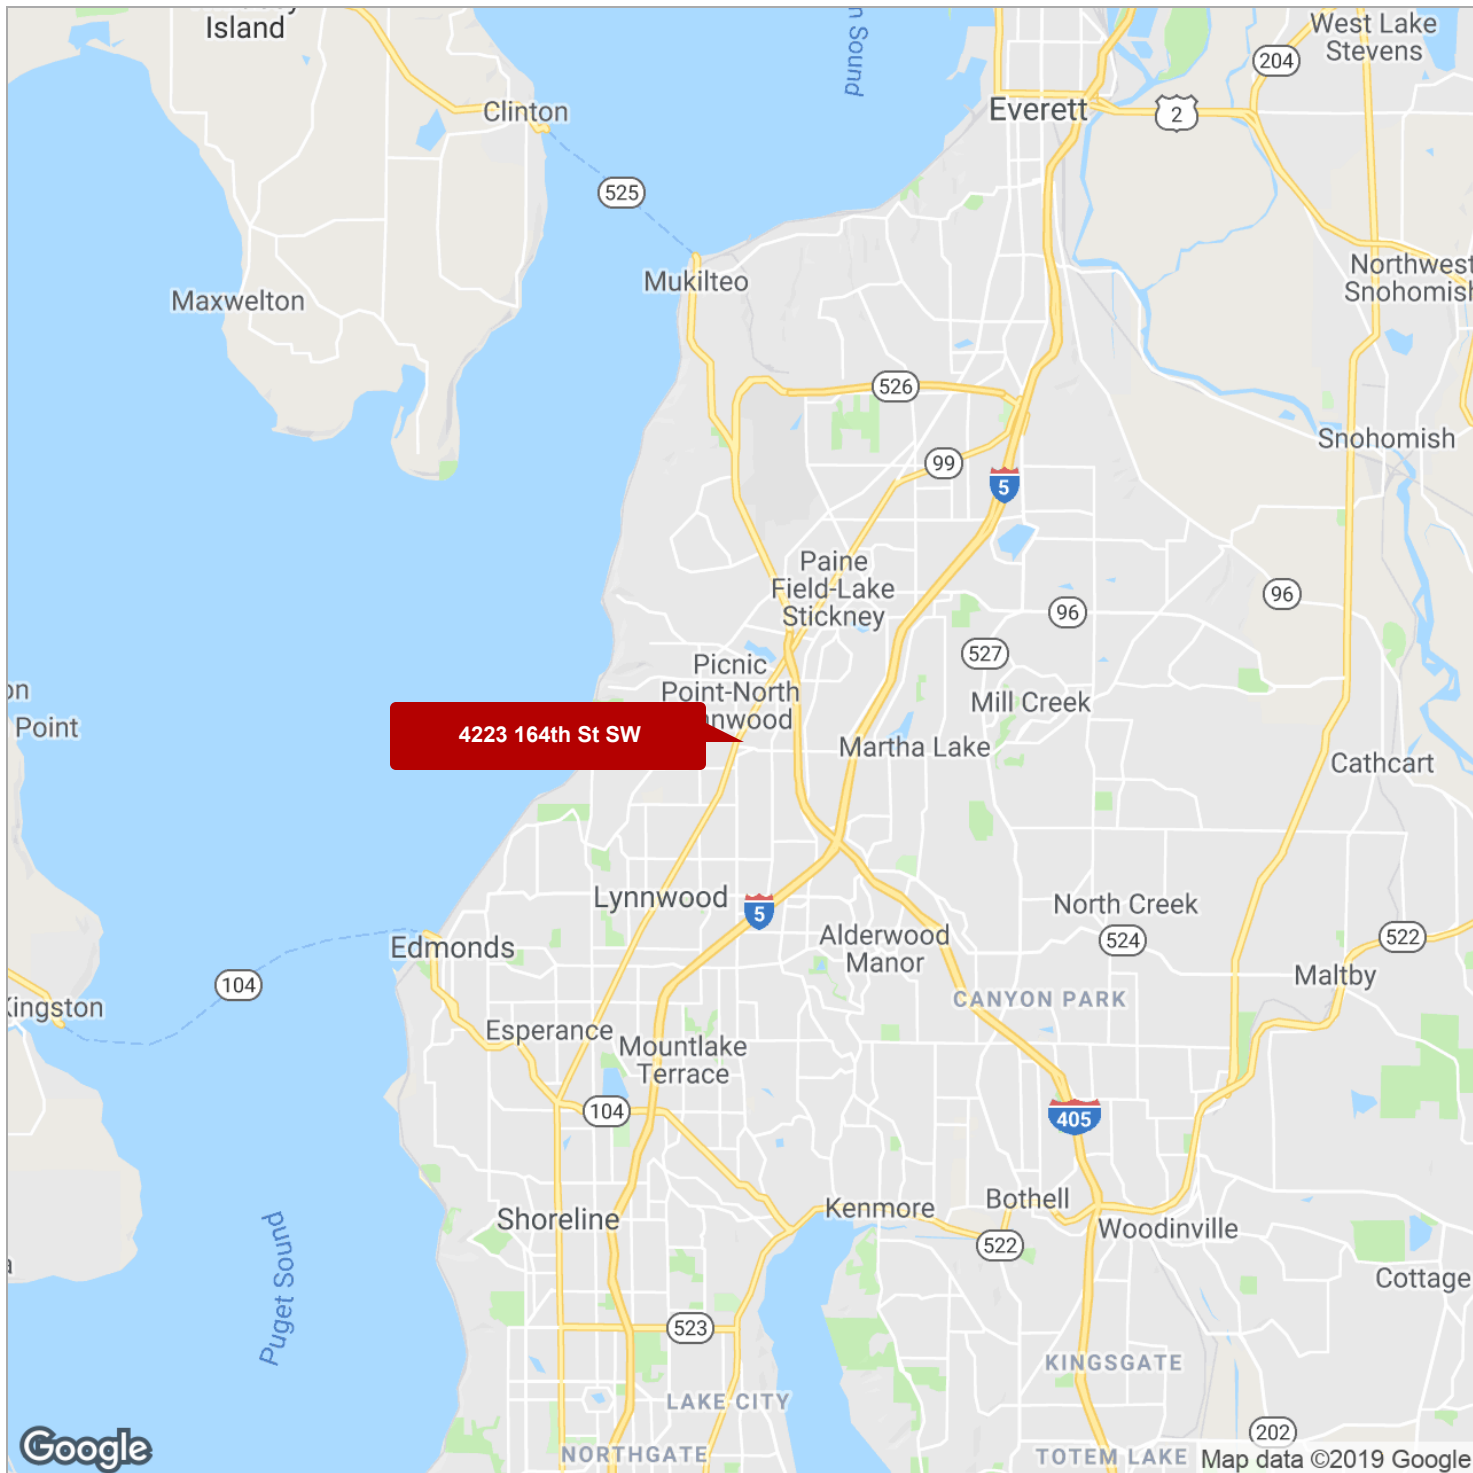 Island
West Lake
Stevens
204
Clinton
Everett
2
525
Mukilteo
Maxwelton
Northwest
Snohomish
526
Snohomish
99
5
Paine
Field-Lake
Stickney
96
96
527
Picnic
Point-North
nnwood
Mill Creek
Point
4223 164th St SW
Martha Lake
Cathcart
Lynnwood
5
North Creek
524
522
Edmonds
Alderwood
Manor
Maltby
104
CANYON PARK
Kingston
Esperance
Mountlake
Terrace
104
405
Shoreline
Kenmore
Bothell
Woodinville
522
Puget Sound
Cottage
523
KINGSGATE
LAKE CITY
202
NORTHGATE
TOTEM LAKE
Google
Map data ©2019 Google